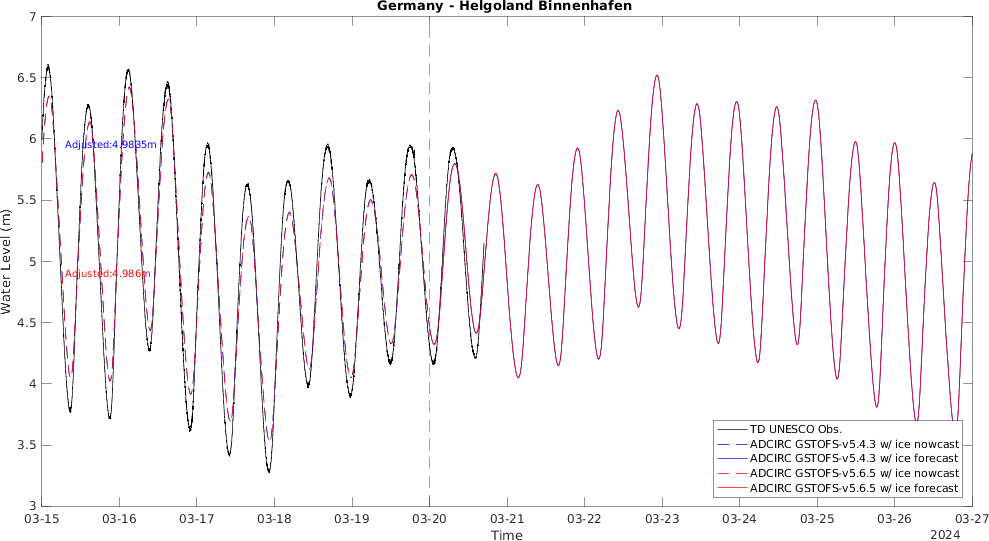 Germany - Helgoland Binnenhafen
7
6.5
6
5.5
5
4.5
4
3.5
3
Water Level (m)
Adjusted:4.9835m
Adjusted:4.986m
TD UNESCO Obs.
ADCIRC GSTOFS-v5.4.3 w/ ice nowcast
ADCIRC GSTOFS-v5.4.3 w/ ice forecast
ADCIRC GSTOFS-v5.6.5 w/ ice nowcast
ADCIRC GSTOFS-v5.6.5 w/ ice forecast
03-15 03-16 03-17 03-18 03-19 03-20 03-21 03-22 03-23 03-24 03-25 03-26 03-27
Time
2024